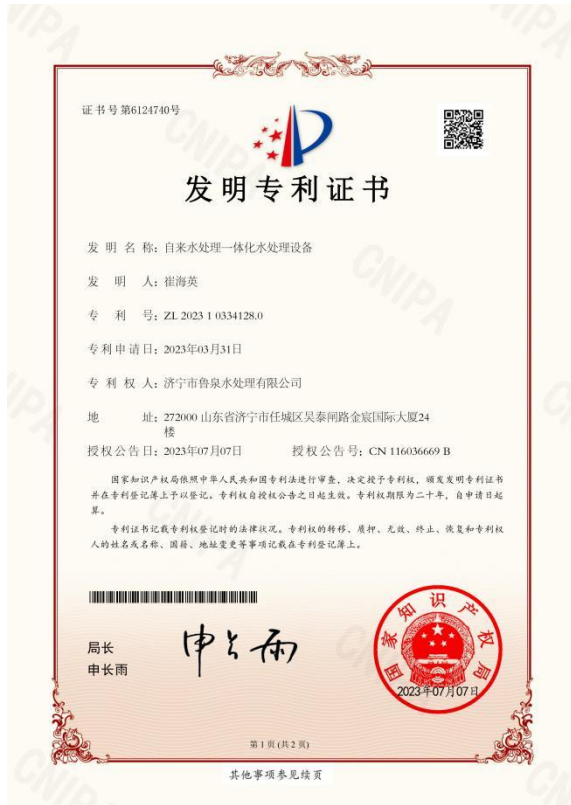 证书号第6124740号
发明专利证书
发 明 名 称：自来水处理一体化水处理设备
发 明 人：崔海英
专 利 号：ZL 2023 1 0334128.0
专利申请日：2023年03月31日
专 利 权 人：济宁市鲁泉水处理有限公司
地 址：272000 山东省济宁市任城区吴泰闸路金宸国际大厦24
楼
授权公告日：2023年07月07日 授权公告号：CN 116036669 B
国家知识产权局依照中华人民共和国专利法进行审查，决定授予专利权，颁发发明专利证书
并在专利登记簿上予以登记。专利权自授权公告之日起生效。专利权期限为二十年，自申请日起
算。
专利证书记载专利权登记时的法律状况。专利权的转移、质押、无效、终止、恢复和专利权
人的姓名或名称、国籍、地址变更等事项记载在专利登记簿上。
局长
申长雨
申长雨
国家知识产权局
2023年07月07日
第 1 页 (共 2 页)
其他事项参见续页
CNIPA